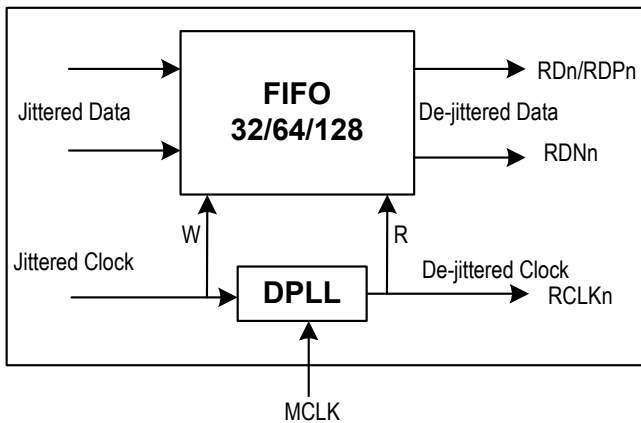 RDn/RDPn
FIFO
32/64/128
Jittered Data
De-jittered Data
RDNn
W
R
Jittered Clock
De-jittered Clock
DPLL
RCLKn
MCLK